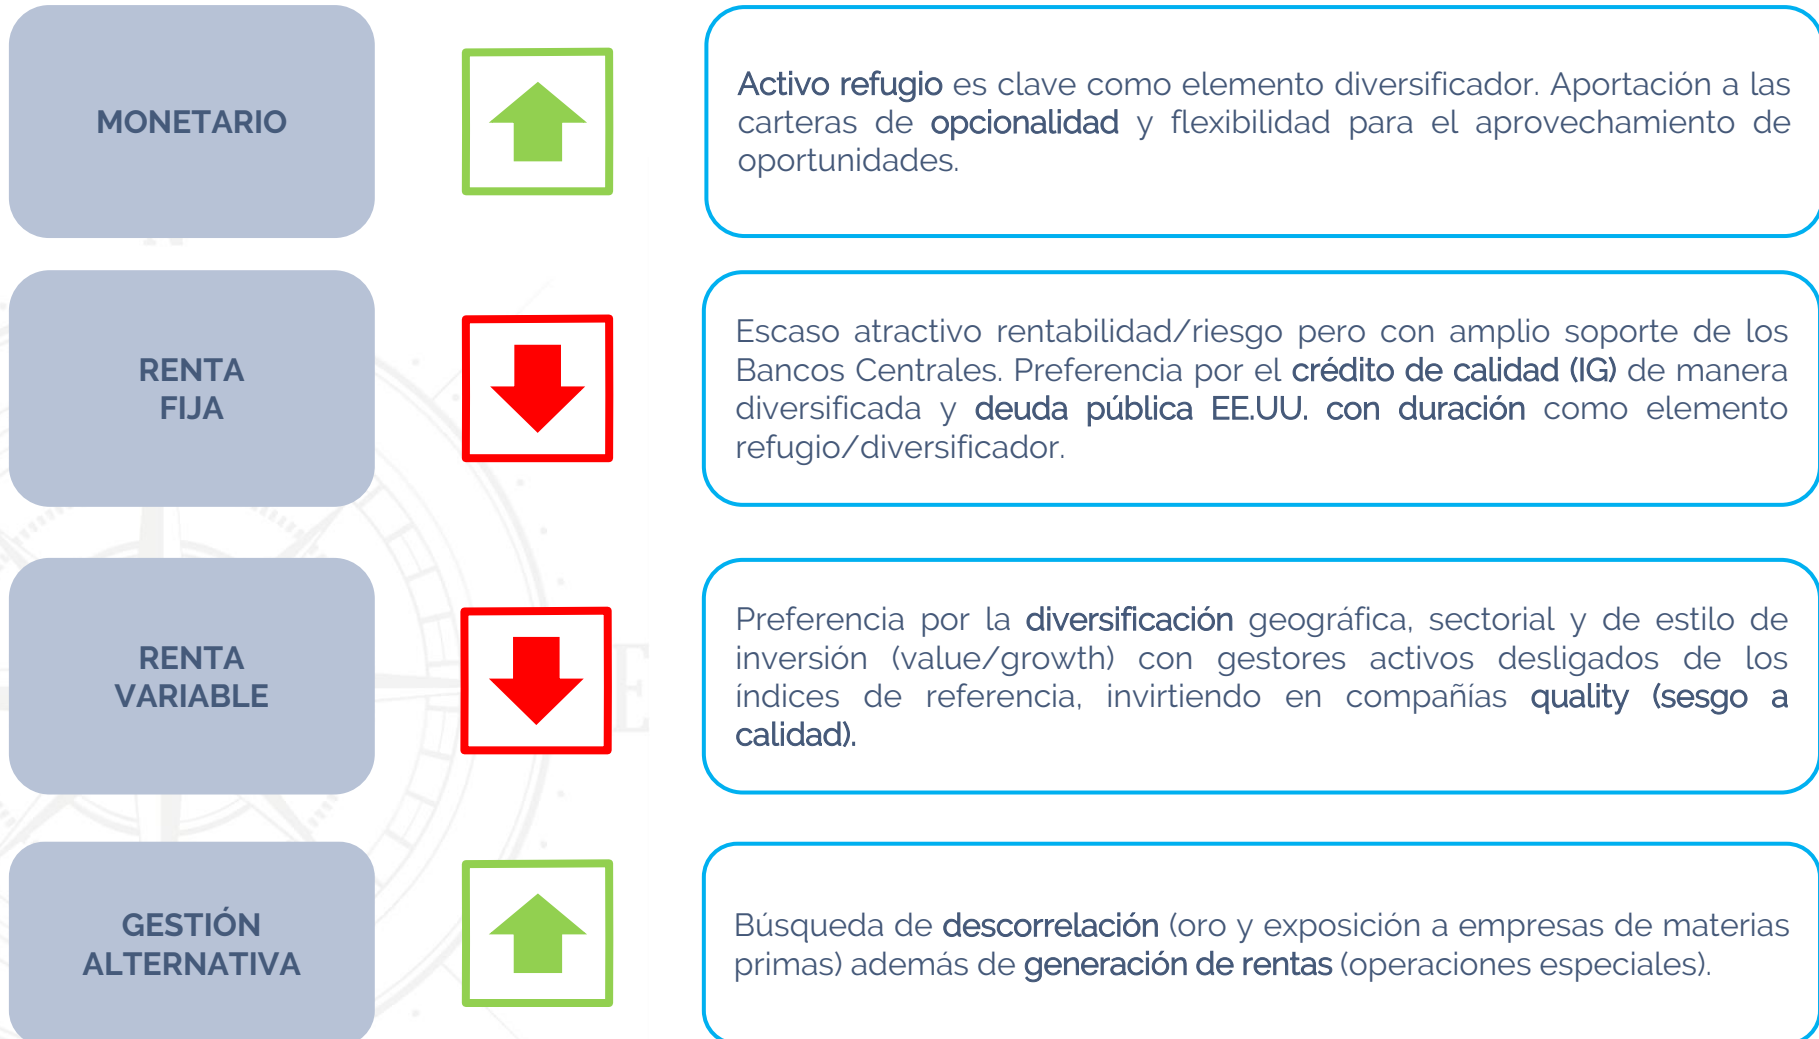 MONETARIO
Activo refugio es clave como elemento diversificador. Aportación a las
carteras de opcionalidad y flexibilidad para el aprovechamiento de
oportunidades.
RENTA
FIJA
Escaso atractivo rentabilidad/riesgo pero con amplio soporte de los
Bancos Centrales. Preferencia por el crédito de calidad (IG) de manera
diversificada y deuda pública EE.UU. con duración como elemento
refugio/diversificador.
RENTA
VARIABLE
Preferencia por la diversificación geográfica, sectorial y de estilo de
inversión (value/growth) con gestores activos desligados de los
índices de referencia, invirtiendo en compañías quality (sesgo a
calidad).
E
GESTIÓN
ALTERNATIVA
Búsqueda de descorrelación (oro y exposición a empresas de materias
primas) además de generación de rentas (operaciones especiales).